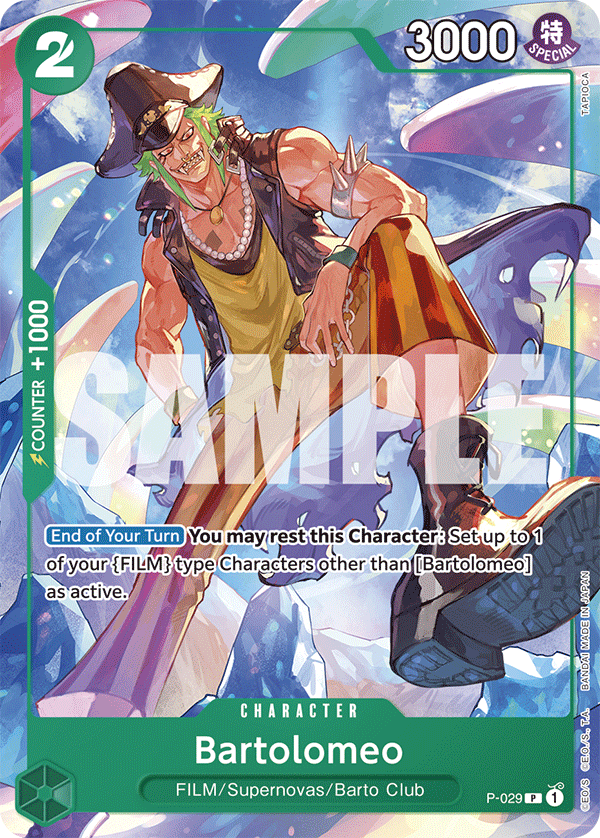 2
3000
特
SPECIAL
TAPIOCA
COUNTER +1000
SAMPLE
End of Your Turn You may rest this Character: Set up to 1
of your {FILM} type Characters other than [Bartolomeo]
as active.
©EO/S ©E.O./S., T.A. BANDAI MADE IN JAPAN
CHARACTER
Bartolomeo
FILM/Supernovas/Barto Club
P-029 P 1